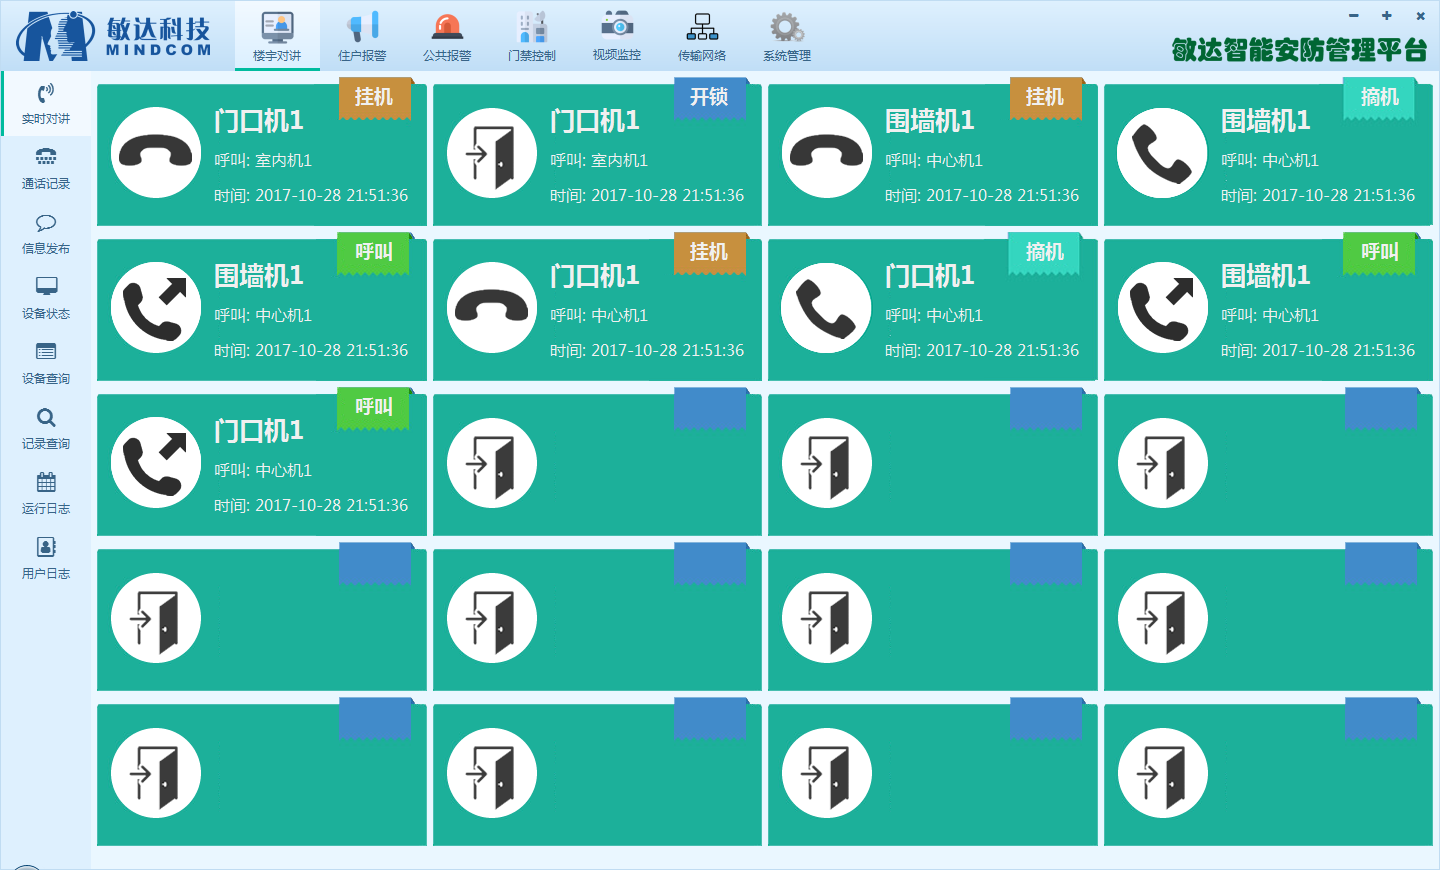 敏达科技
MINDCOM
楼宇对讲
住户报警
公共报警
门禁控制
视频监控
传输网络
系统管理
敏达智能安防管理平台
实时对讲
通话记录
信息发布
设备状态
设备查询
记录查询
运行日志
用户日志
挂机
门口机1
呼叫: 室内机1
时间: 2017-10-28 21:51:36
开锁
门口机1
呼叫: 室内机1
时间: 2017-10-28 21:51:36
挂机
围墙机1
呼叫: 中心机1
时间: 2017-10-28 21:51:36
摘机
围墙机1
呼叫: 中心机1
时间: 2017-10-28 21:51:36
呼叫
围墙机1
呼叫: 中心机1
时间: 2017-10-28 21:51:36
挂机
门口机1
呼叫: 中心机1
时间: 2017-10-28 21:51:36
摘机
门口机1
呼叫: 中心机1
时间: 2017-10-28 21:51:36
呼叫
围墙机1
呼叫: 中心机1
时间: 2017-10-28 21:51:36
呼叫
门口机1
呼叫: 中心机1
时间: 2017-10-28 21:51:36